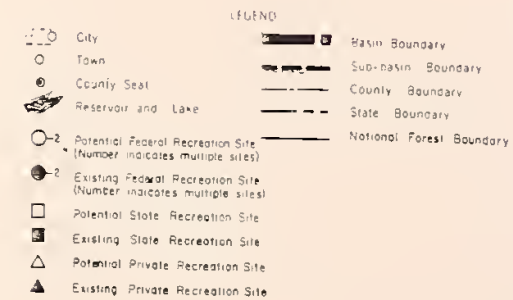 LEGEND
City
Town
County Seat
Reservoir and Lake
2 Potential Federal Recreation Site
(Number indicates multiple sites)
2 Existing Federal Recreation Site
(Number indicates multiple sites)
Potential State Recreation Site
Existing State Recreation Site
Potential Private Recreation Site
Existing Private Recreation Site
Basin Boundary
Sub-basin Boundary
County Boundary
State Boundary
National Forest Boundary